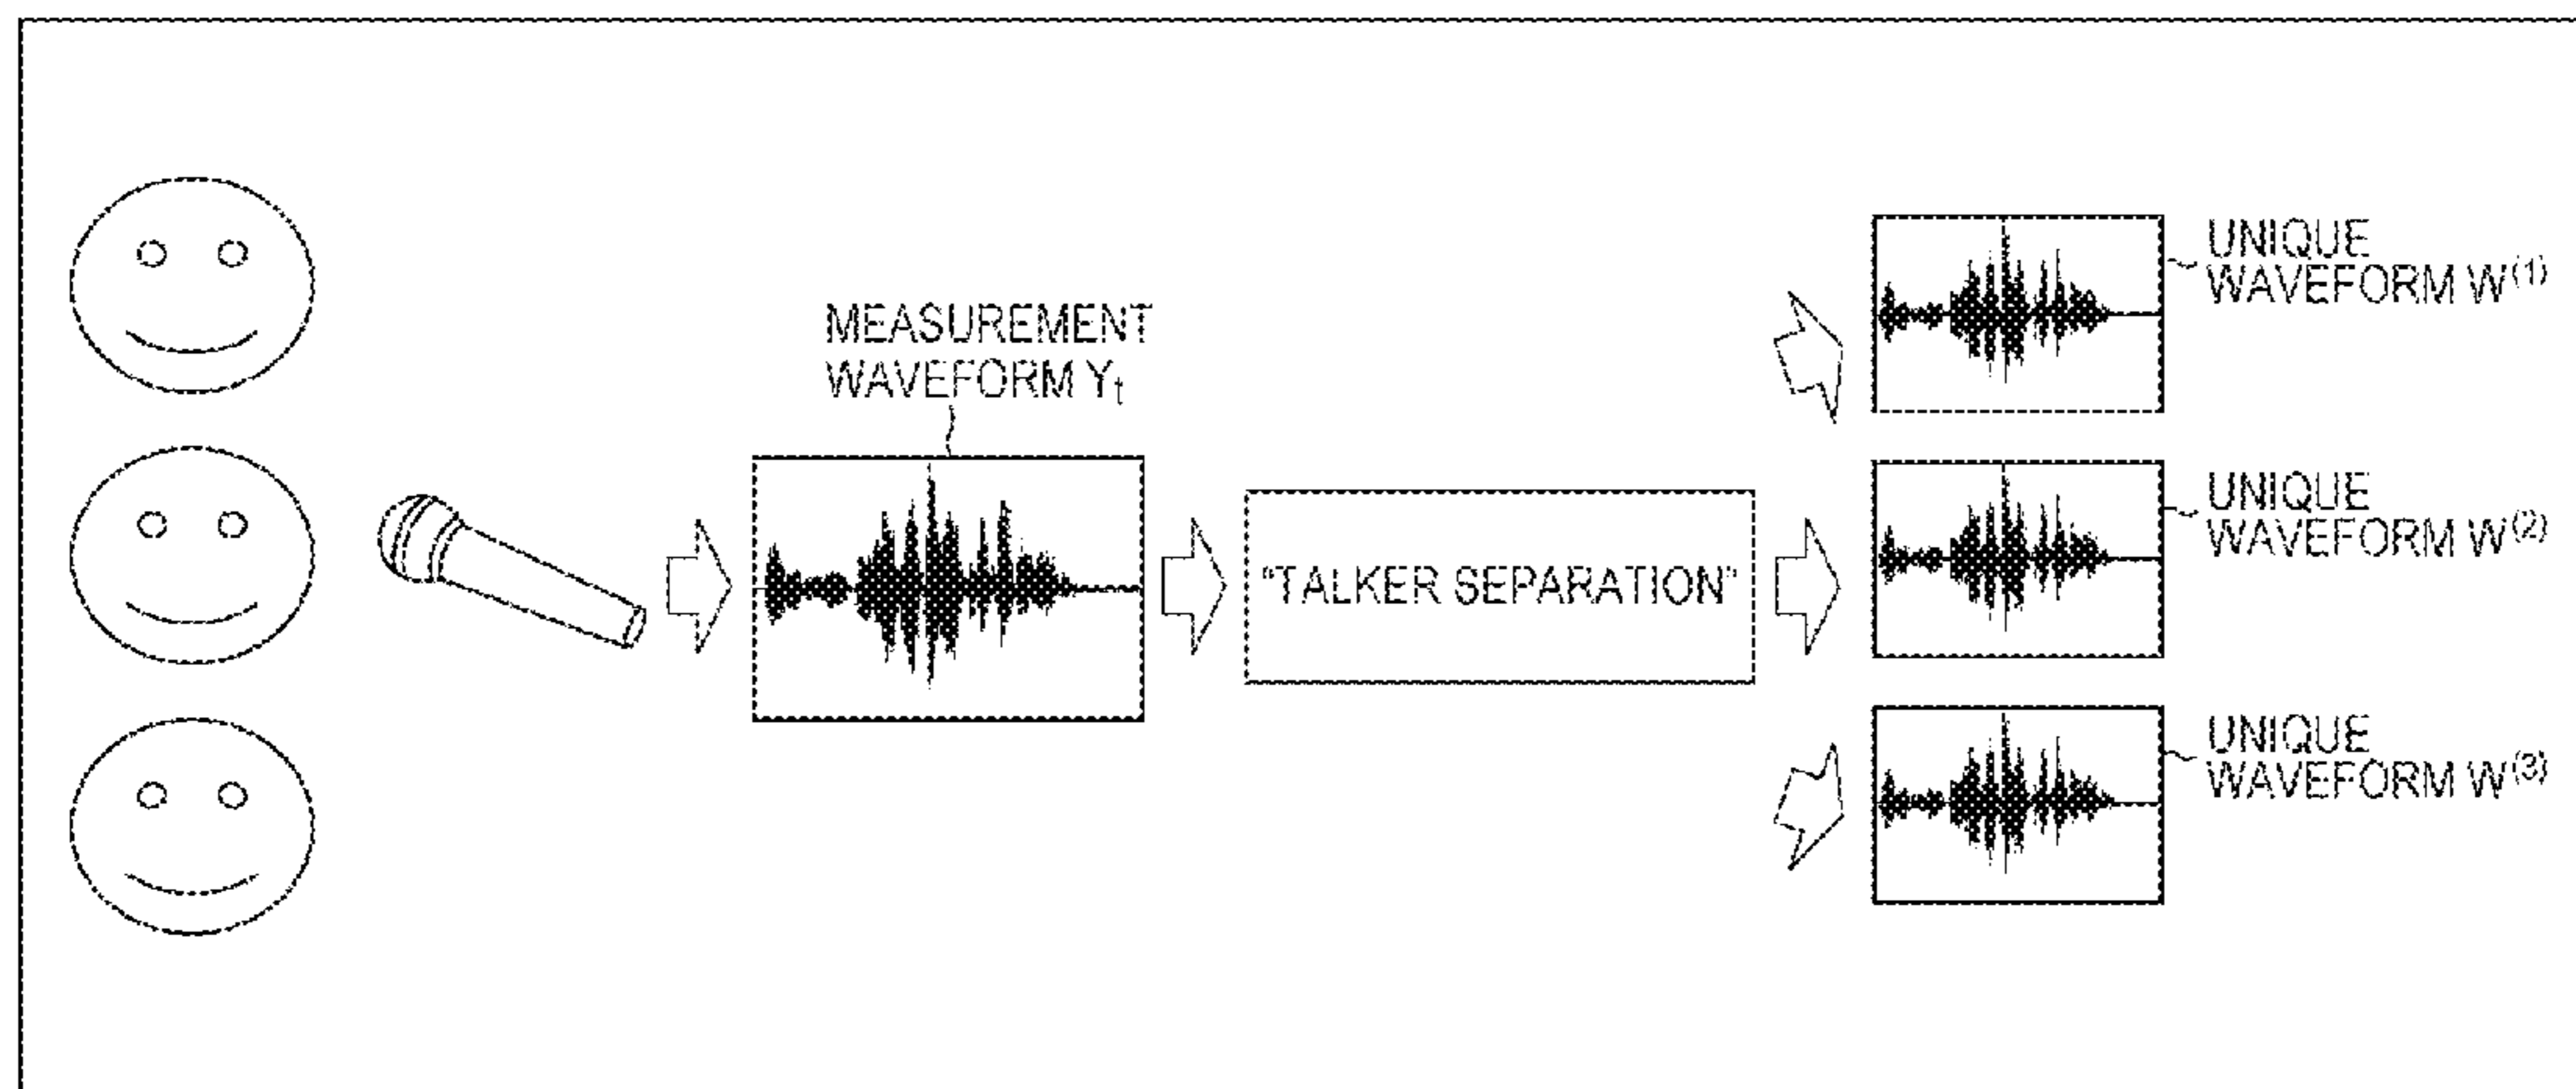 MEASUREMENT
WAVEFORM Yt
"TALKER SEPARATION"
UNIQUE
WAVEFORM W(1)
UNIQUE
WAVEFORM W(2)
UNIQUE
WAVEFORM W(3)